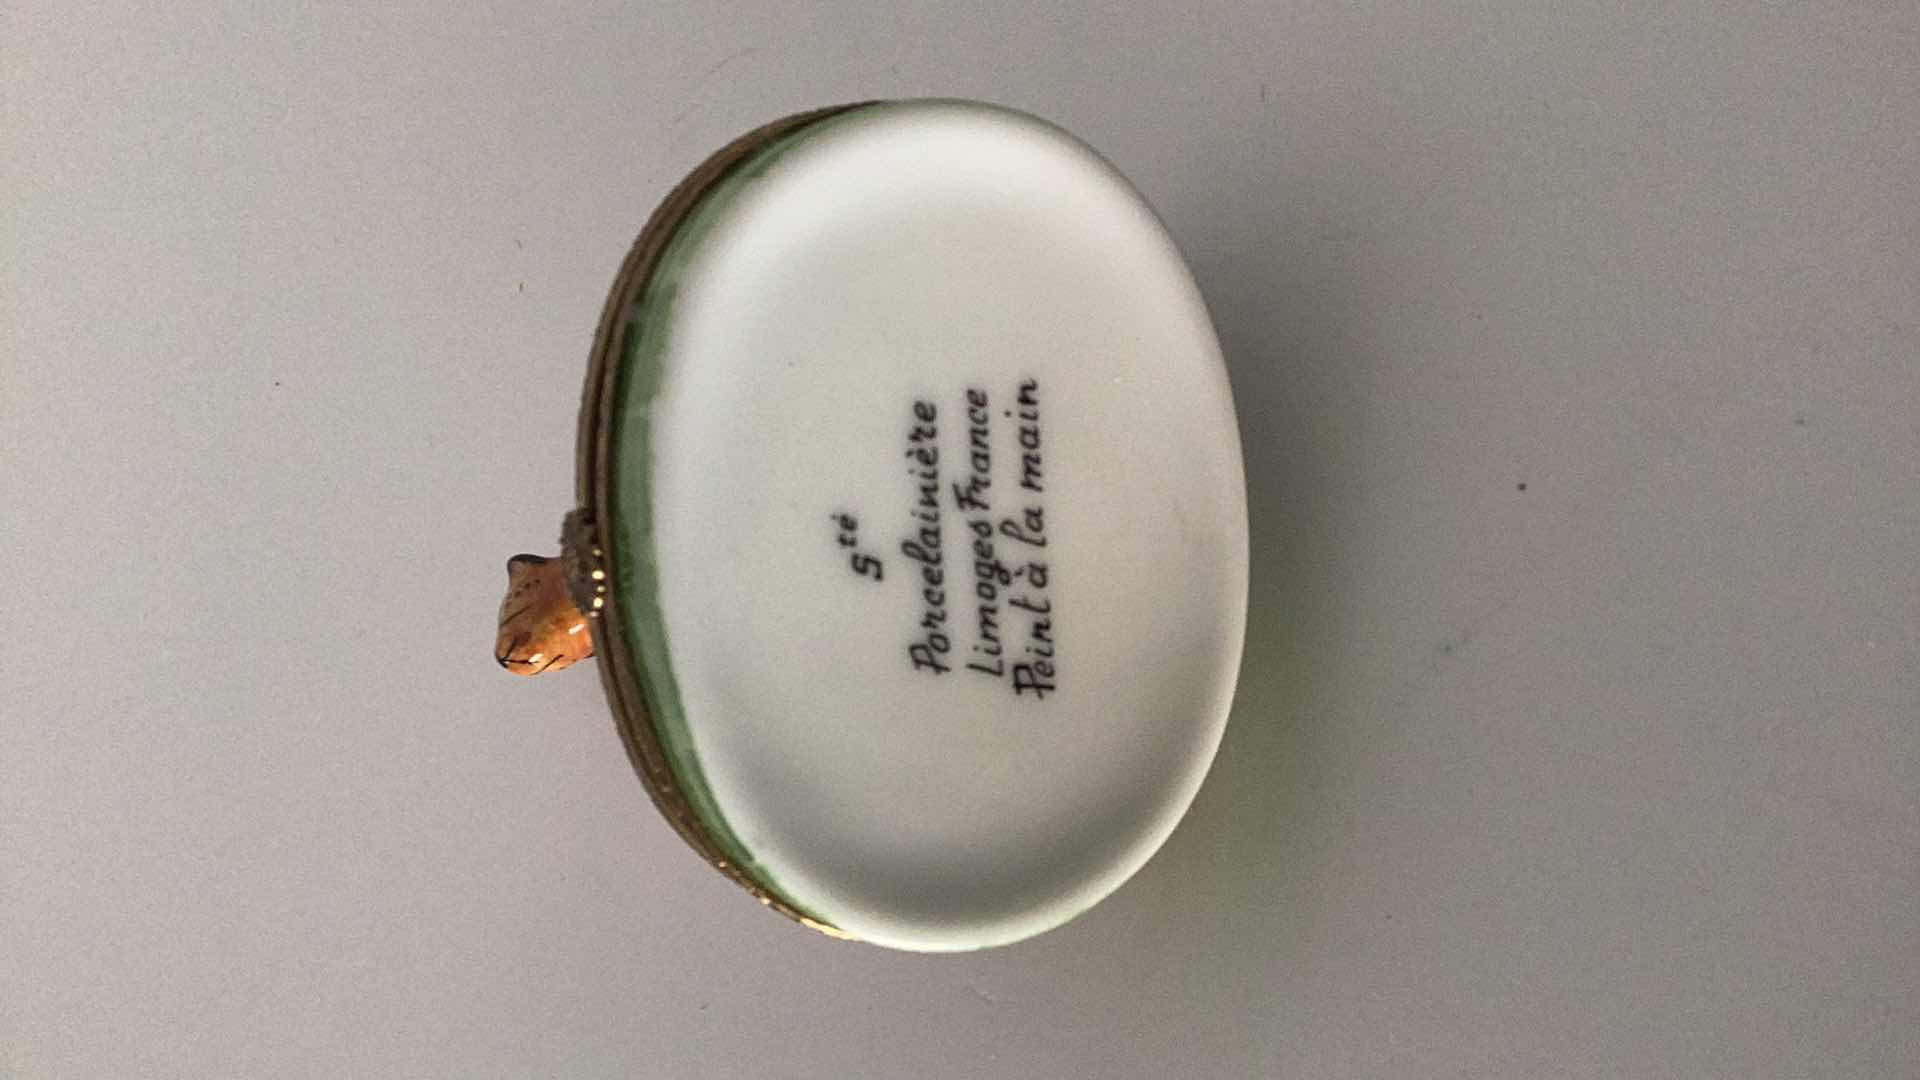 Sté
Porcelainière
Limoges France
Peint à la main